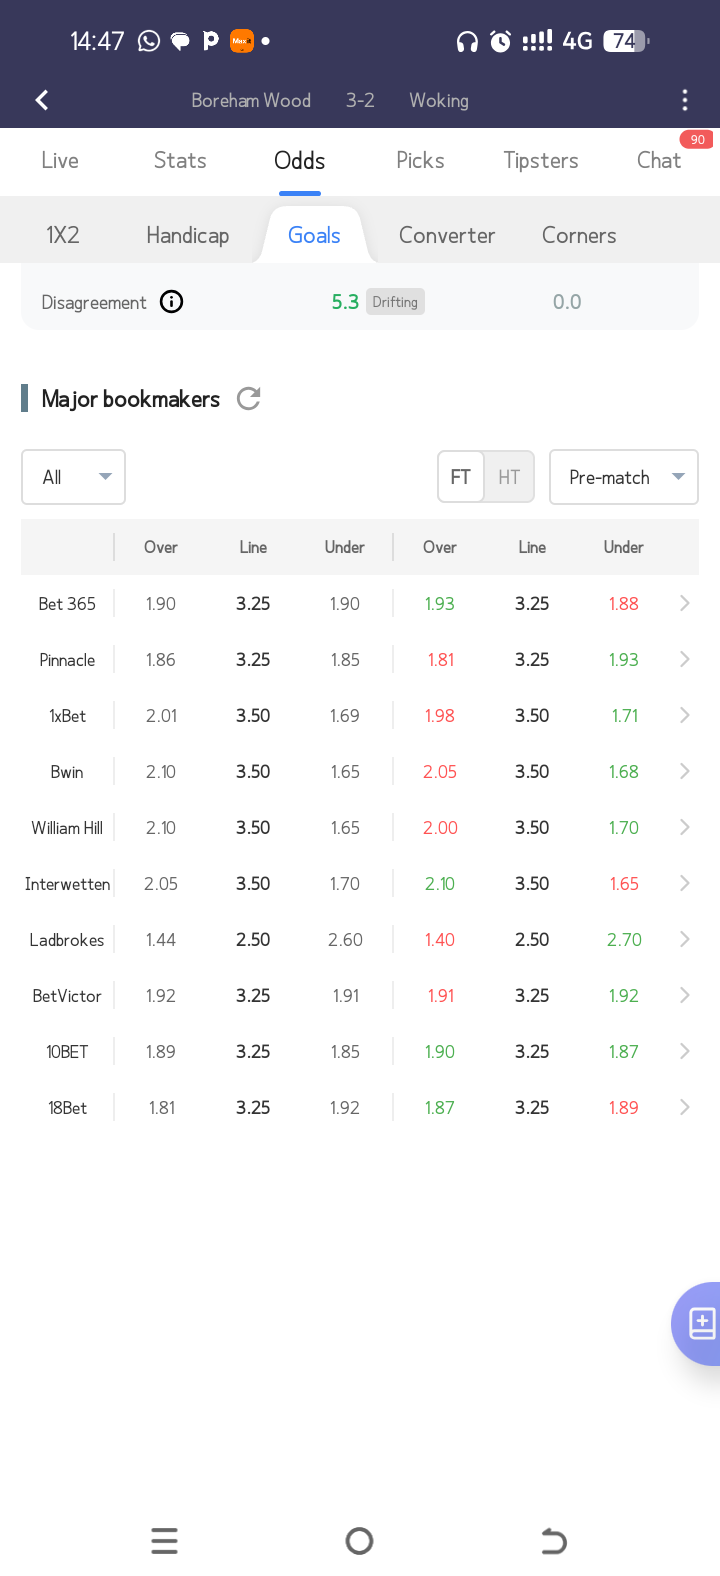 14:47 4G 74
Boreham Wood 3-2 Woking
90
Live Stats Odds Picks Tipsters Chat
1X2 Handicap Goals Converter Corners
Disagreement 5.3 Drifting 0.0
Major bookmakers
All FT HT Pre-match
Over Line Under Over Line Under
Bet 365 1.90 3.25 1.90 1.93 3.25 1.88
Pinnacle 1.86 3.25 1.85 1.81 3.25 1.93
1xBet 2.01 3.50 1.69 1.98 3.50 1.71
Bwin 2.10 3.50 1.65 2.05 3.50 1.68
William Hill 2.10 3.50 1.65 2.00 3.50 1.70
Interwetten 2.05 3.50 1.70 2.10 3.50 1.65
Ladbrokes 1.44 2.50 2.60 1.40 2.50 2.70
BetVictor 1.92 3.25 1.91 1.91 3.25 1.92
10BET 1.89 3.25 1.85 1.90 3.25 1.87
18Bet 1.81 3.25 1.92 1.87 3.25 1.89